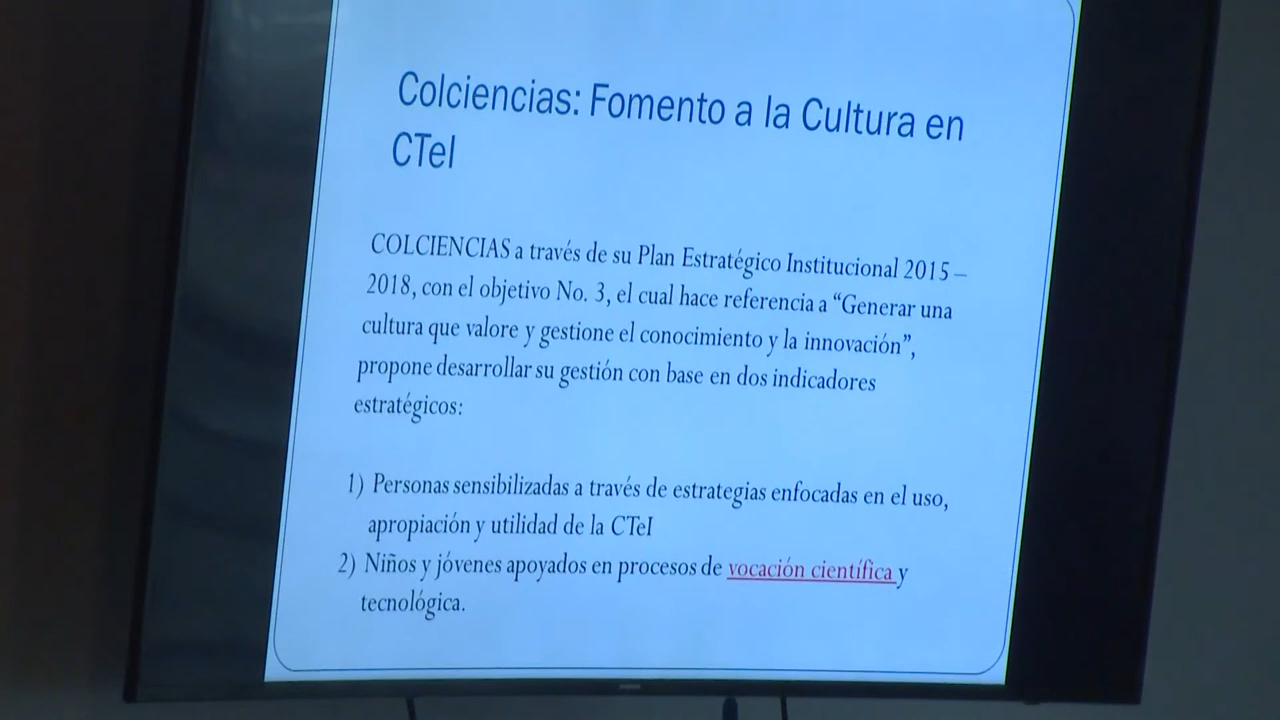 Colciencias: Fomento a la Cultura en
CTeI
COLCIENCIAS a través de su Plan Estratégico Institucional 2015 –
2018, con el objetivo No. 3, el cual hace referencia a “Generar una
cultura que valore y gestione el conocimiento y la innovación”,
propone desarrollar su gestión con base en dos indicadores
estratégicos:
1) Personas sensibilizadas a través de estrategias enfocadas en el uso,
apropiación y utilidad de la CTeI
2) Niños y jóvenes apoyados en procesos de vocación científica y
tecnológica.